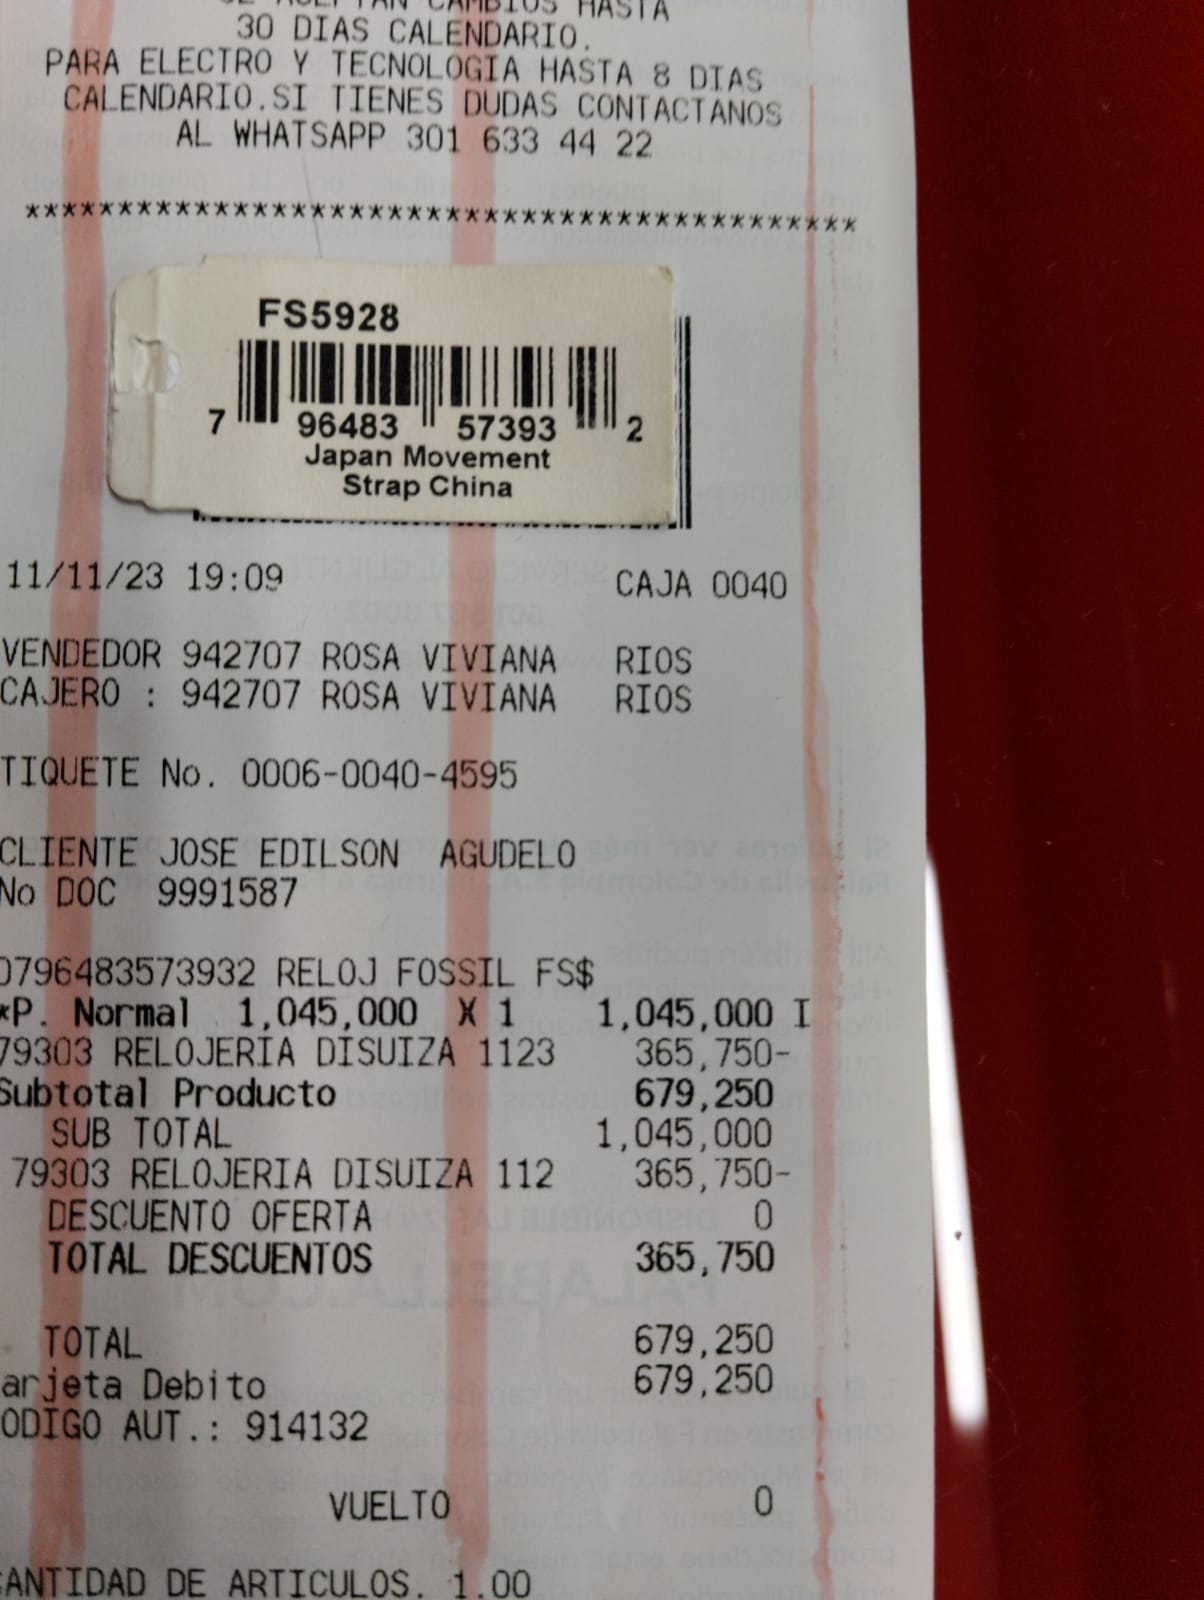 SE ACEPTAN CAMBIOS HASTA
30 DIAS CALENDARIO.
PARA ELECTRO Y TECNOLOGIA HASTA 8 DIAS
CALENDARIO.SI TIENES DUDAS CONTACTANOS
AL WHATSAPP 301 633 44 22
*********************************************
FS5928
7 96483 57393 2
Japan Movement
Strap China
11/11/23 19:09 CAJA 0040
VENDEDOR 942707 ROSA VIVIANA RIOS
CAJERO : 942707 ROSA VIVIANA RIOS
TIQUETE No. 0006-0040-4595
CLIENTE JOSE EDILSON AGUDELO
No DOC 9991587
0796483573932 RELOJ FOSSIL FS$
*P. Normal 1,045,000 X 1 1,045,000 I
79303 RELOJERIA DISUIZA 1123 365,750-
Subtotal Producto 679,250
SUB TOTAL 1,045,000
79303 RELOJERIA DISUIZA 112 365,750-
DESCUENTO OFERTA 0
TOTAL DESCUENTOS 365,750
TOTAL 679,250
arjeta Debito 679,250
ODIGO AUT.: 914132
VUELTO 0
CANTIDAD DE ARTICULOS. 1.00